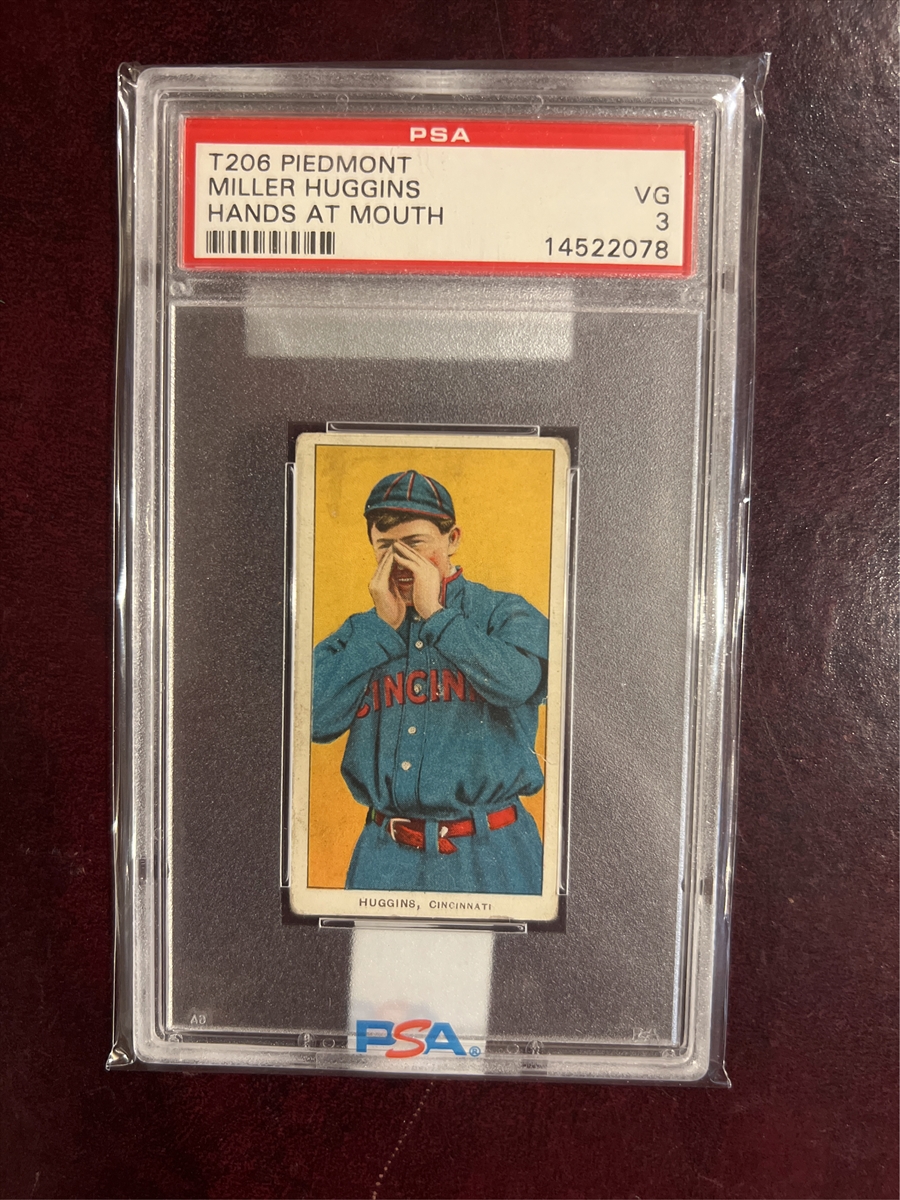 PSA
T206 PIEDMONT
MILLER HUGGINS VG
HANDS AT MOUTH 3
14522078
CINCINN
HUGGINS, CINCINNATI
PSA®